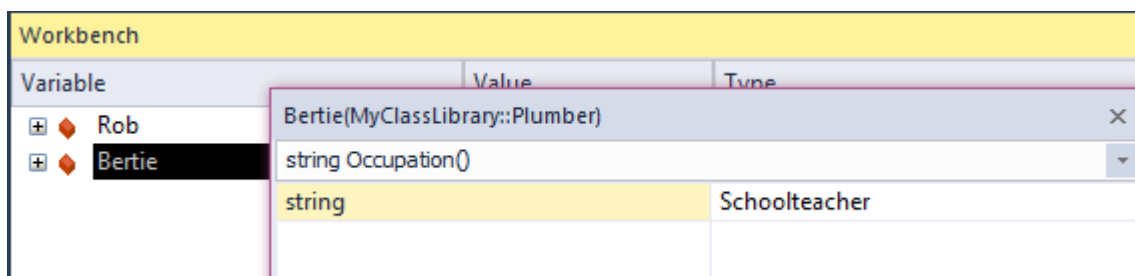 Workbench
Variable Value Type
Rob
Bertie
Bertie(MyClassLibrary::Plumber)
string Occupation()
string Schoolteacher